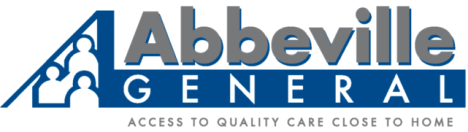 Abbeville
GENERAL
ACCESS TO QUALITY CARE CLOSE TO HOME